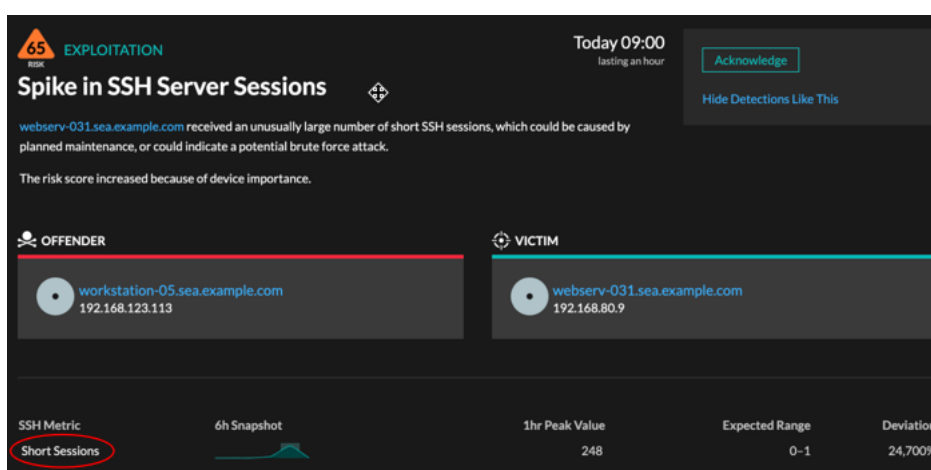 65
RISK
EXPLOITATION
Spike in SSH Server Sessions
Today 09:00
lasting an hour
Acknowledge
Hide Detections Like This
webserv-031.sea.example.com received an unusually large number of short SSH sessions, which could be caused by
planned maintenance, or could indicate a potential brute force attack.
The risk score increased because of device importance.
OFFENDER
workstation-05.sea.example.com
192.168.123.113
VICTIM
webserv-031.sea.example.com
192.168.80.9
SSH Metric 6h Snapshot 1hr Peak Value Expected Range Deviation
Short Sessions 248 0–1 24,700%